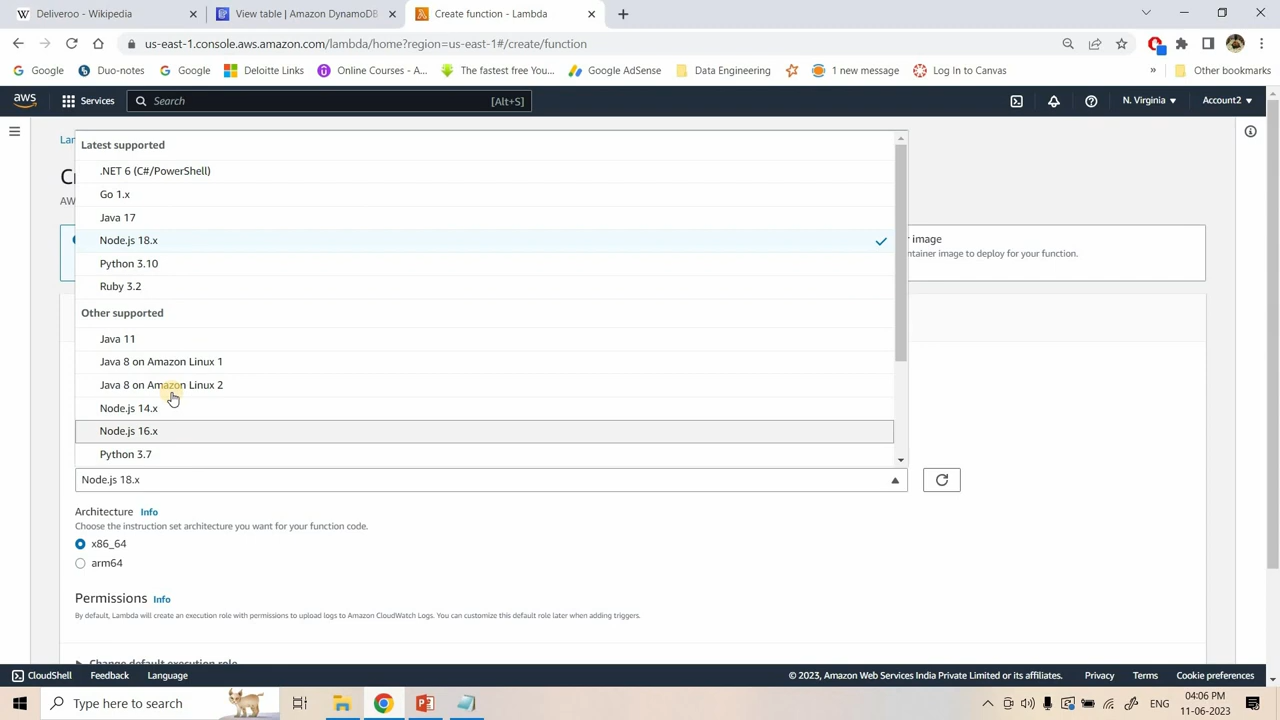 Deliveroo - Wikipedia
View table | Amazon DynamoDB
Create function - Lambda
us-east-1.console.aws.amazon.com/lambda/home?region=us-east-1#/create/function
Google
Duo-notes
Google
Deloitte Links
Online Courses - A...
The fastest free You...
Google AdSense
Data Engineering
1 new message
Log In to Canvas
»
Other bookmarks
aws
Services
Search
[Alt+S]
N. Virginia
Account2
Latest supported
.NET 6 (C#/PowerShell)
Go 1.x
Java 17
Node.js 18.x
Python 3.10
Ruby 3.2
Other supported
Java 11
Java 8 on Amazon Linux 1
Java 8 on Amazon Linux 2
Node.js 14.x
Node.js 16.x
Python 3.7
Node.js 18.x
Architecture Info
Choose the instruction set architecture you want for your function code.
x86_64
arm64
Permissions Info
By default, Lambda will create an execution role with permissions to upload logs to Amazon CloudWatch Logs. You can customize this default role later when adding triggers.
Change default execution role
CloudShell
Feedback
Language
© 2023, Amazon Web Services India Private Limited or its affiliates.
Privacy
Terms
Cookie preferences
Type here to search
ENG
04:06 PM
11-06-2023